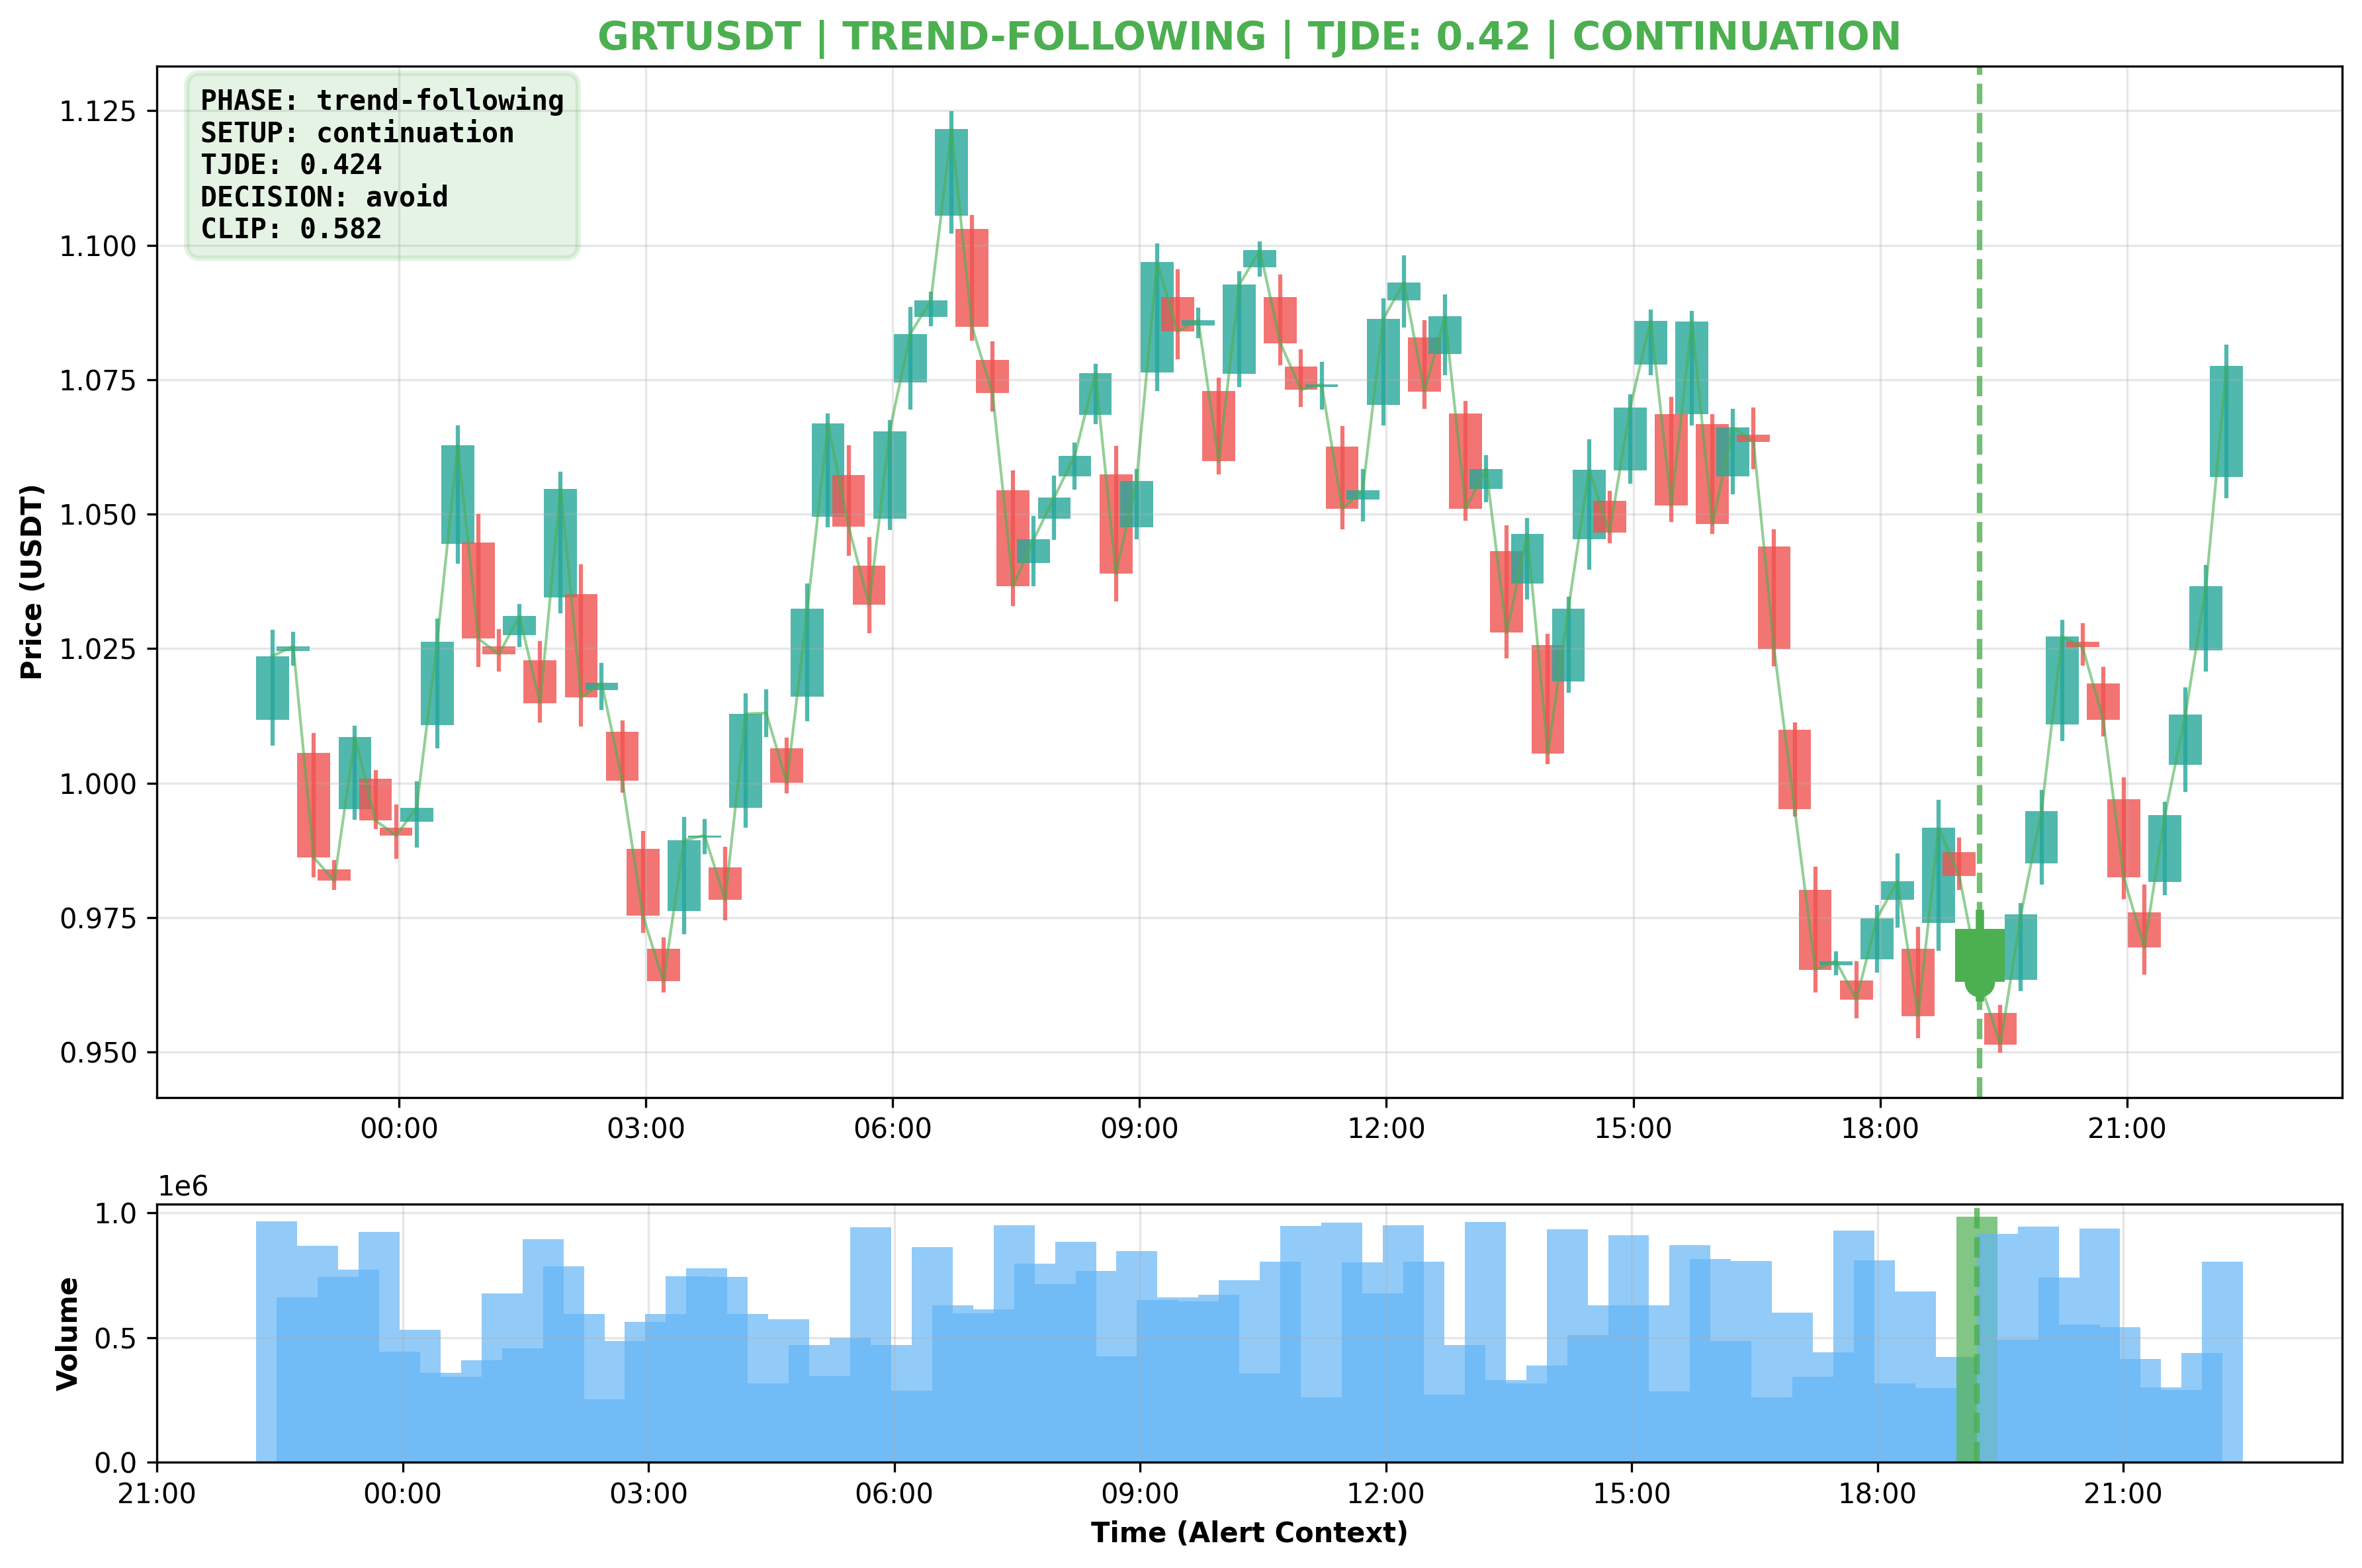 GRTUSDT | TREND-FOLLOWING | TJDE: 0.42 | CONTINUATION
PHASE: trend-following
SETUP: continuation
TJDE: 0.424
DECISION: avoid
CLIP: 0.582
Price (USDT)
1.125
1.100
1.075
1.050
1.025
1.000
0.975
0.950
00:00 03:00 06:00 09:00 12:00 15:00 18:00 21:00
1e6
Volume
1.0
0.5
0.0
21:00 00:00 03:00 06:00 09:00 12:00 15:00 18:00 21:00
Time (Alert Context)